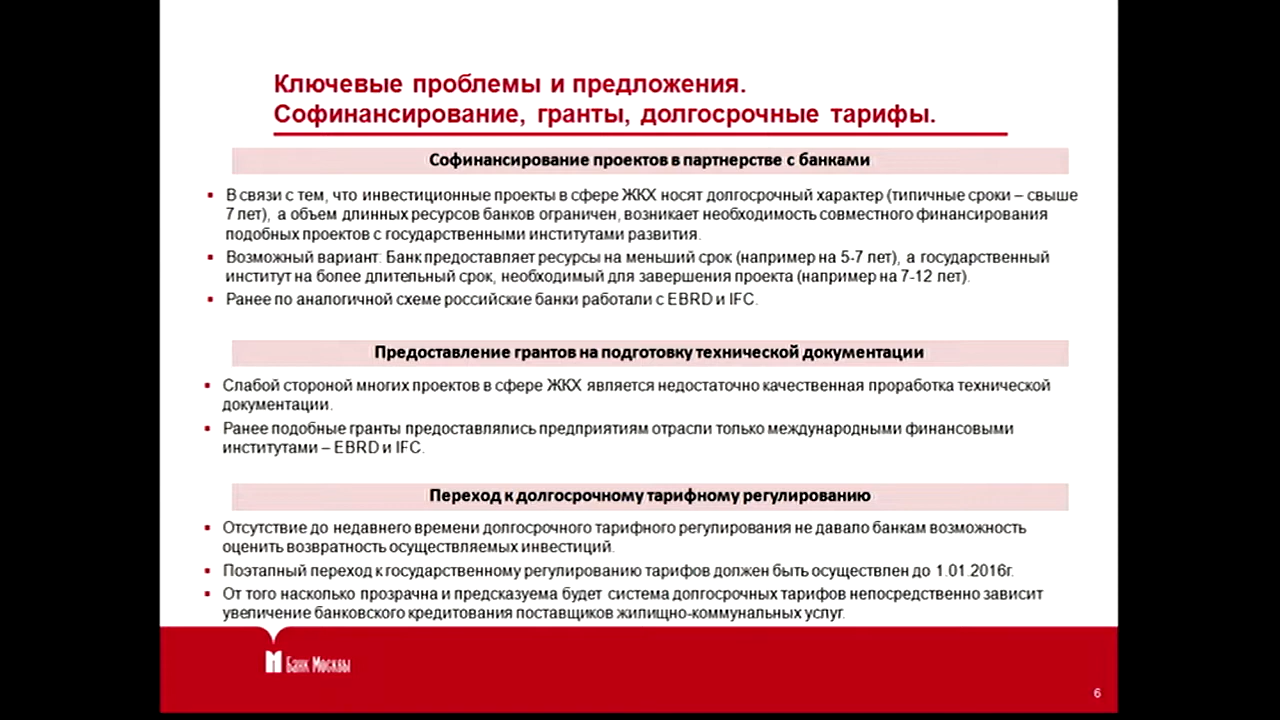 Ключевые проблемы и предложения.
Софинансирование, гранты, долгосрочные тарифы.
Софинансирование проектов в партнерстве с банками
▪ В связи с тем, что инвестиционные проекты в сфере ЖКХ носят долгосрочный характер (типичные сроки – свыше
7 лет), а объем длинных ресурсов банков ограничен, возникает необходимость совместного финансирования
подобных проектов с государственными институтами развития.
▪ Возможный вариант: Банк предоставляет ресурсы на меньший срок (например на 5-7 лет), а государственный
институт на более длительный срок, необходимый для завершения проекта (например на 7-12 лет).
▪ Ранее по аналогичной схеме российские банки работали с EBRD и IFC.
Предоставление грантов на подготовку технической документации
▪ Слабой стороной многих проектов в сфере ЖКХ является недостаточно качественная проработка технической
документации.
▪ Ранее подобные гранты предоставлялись предприятиям отрасли только международными финансовыми
институтами – EBRD и IFC.
Переход к долгосрочному тарифному регулированию
▪ Отсутствие до недавнего времени долгосрочного тарифного регулирования не давало банкам возможность
оценить возвратность осуществляемых инвестиций.
▪ Поэтапный переход к государственному регулированию тарифов должен быть осуществлен до 1.01.2016г.
▪ От того насколько прозрачна и предсказуема будет система долгосрочных тарифов непосредственно зависит
увеличение банковского кредитования поставщиков жилищно-коммунальных услуг.
Банк Москвы
6